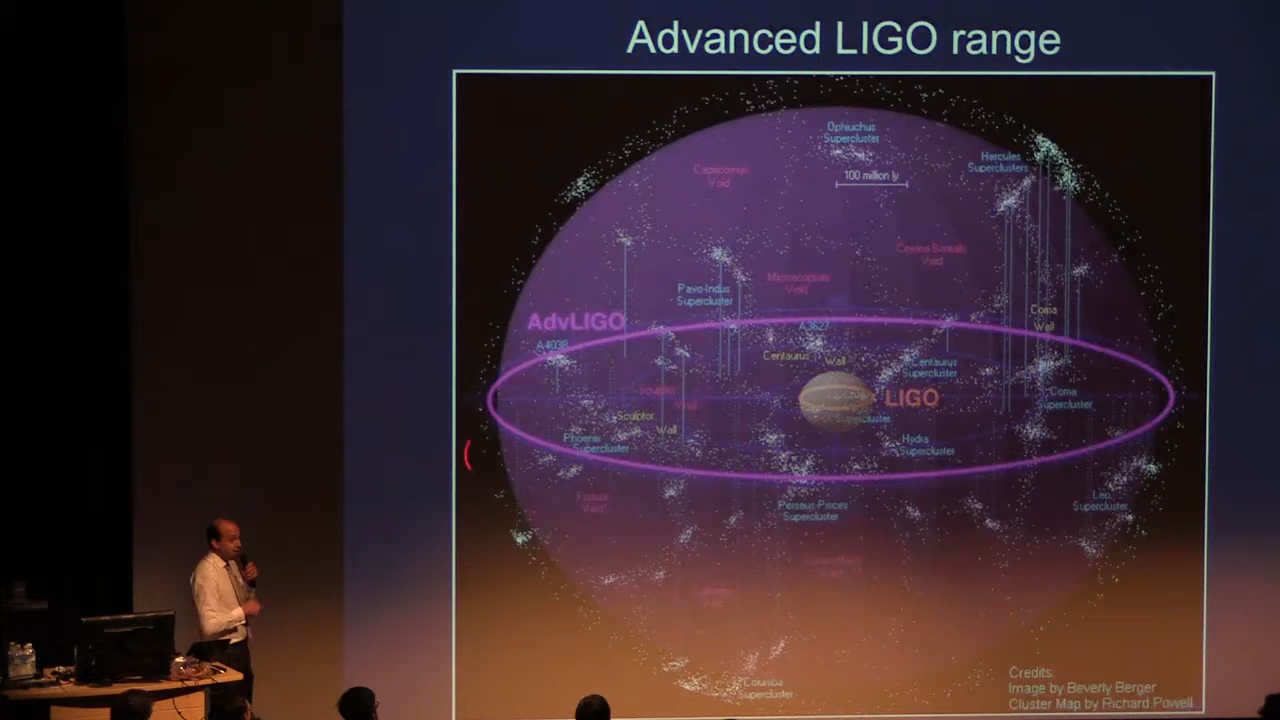 Advanced LIGO range
Ophiuchus
Supercluster
Hercules
Superclusters
100 million ly
Capricornus
Void
Corona Borealis
Void
Microscopium
Void
Pavo-Indus
Supercluster
Coma
Wall
AdvLIGO
A3627
A4038
Centaurus Wall
Centaurus
Supercluster
Sculptor
Void
LIGO
Coma
Supercluster
Sculptor
Wall
Supercluster
Phoenix
Supercluster
Hydra
Supercluster
Fornax
Void
Leo
Supercluster
Perseus-Pisces
Supercluster
Columba
Supercluster
Credits:
Image by Beverly Berger
Cluster Map by Richard Powell